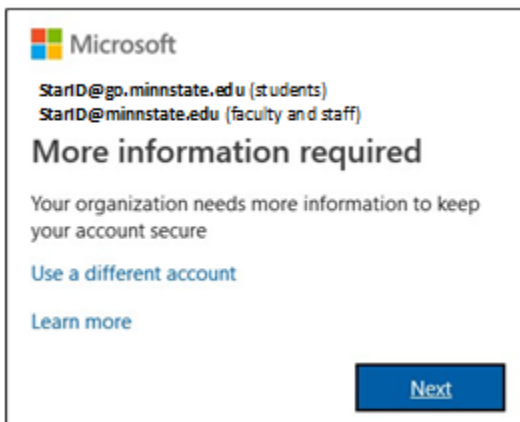 Microsoft
StarID@go.minnstate.edu (students)
StarID@minnstate.edu (faculty and staff)
More information required
Your organization needs more information to keep
your account secure
Use a different account
Learn more
Next